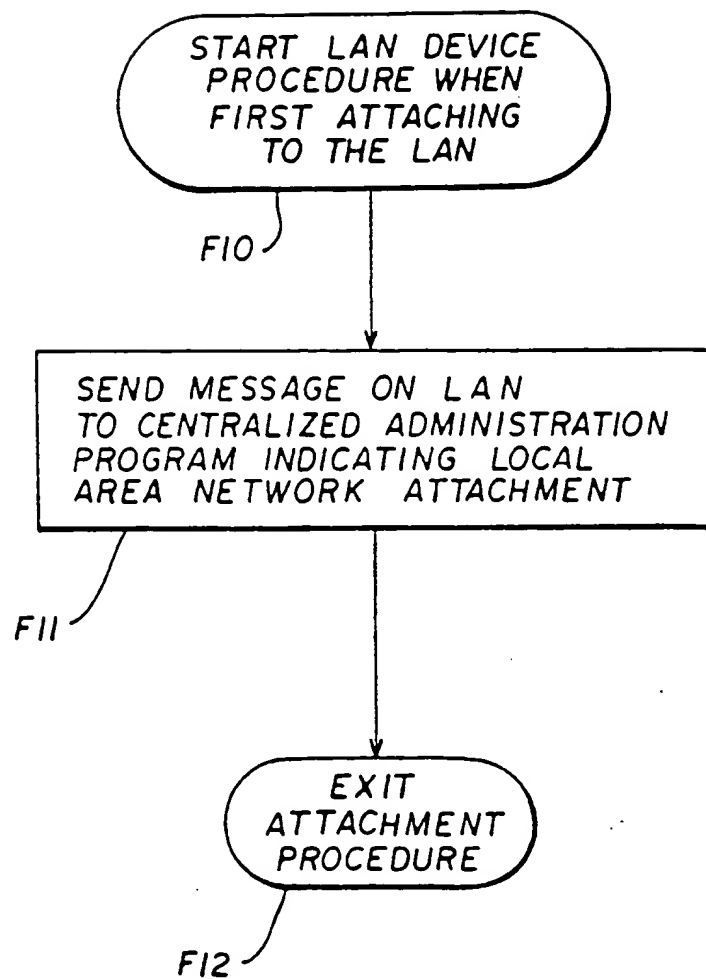 START LAN DEVICE
PROCEDURE WHEN
FIRST ATTACHING
TO THE LAN
F10
SEND MESSAGE ON LAN
TO CENTRALIZED ADMINISTRATION
PROGRAM INDICATING LOCAL
AREA NETWORK ATTACHMENT
F11
EXIT
ATTACHMENT
PROCEDURE
F12